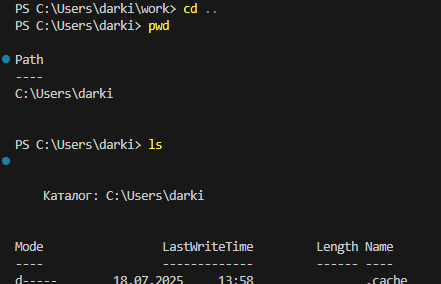 PS C:\Users\darki\work> cd ..
PS C:\Users\darki> pwd
Path
----
C:\Users\darki
PS C:\Users\darki> ls
Каталог: C:\Users\darki
Mode LastWriteTime Length Name
---- ------------- ------ ----
d----- 18.07.2025 13:58 .cache